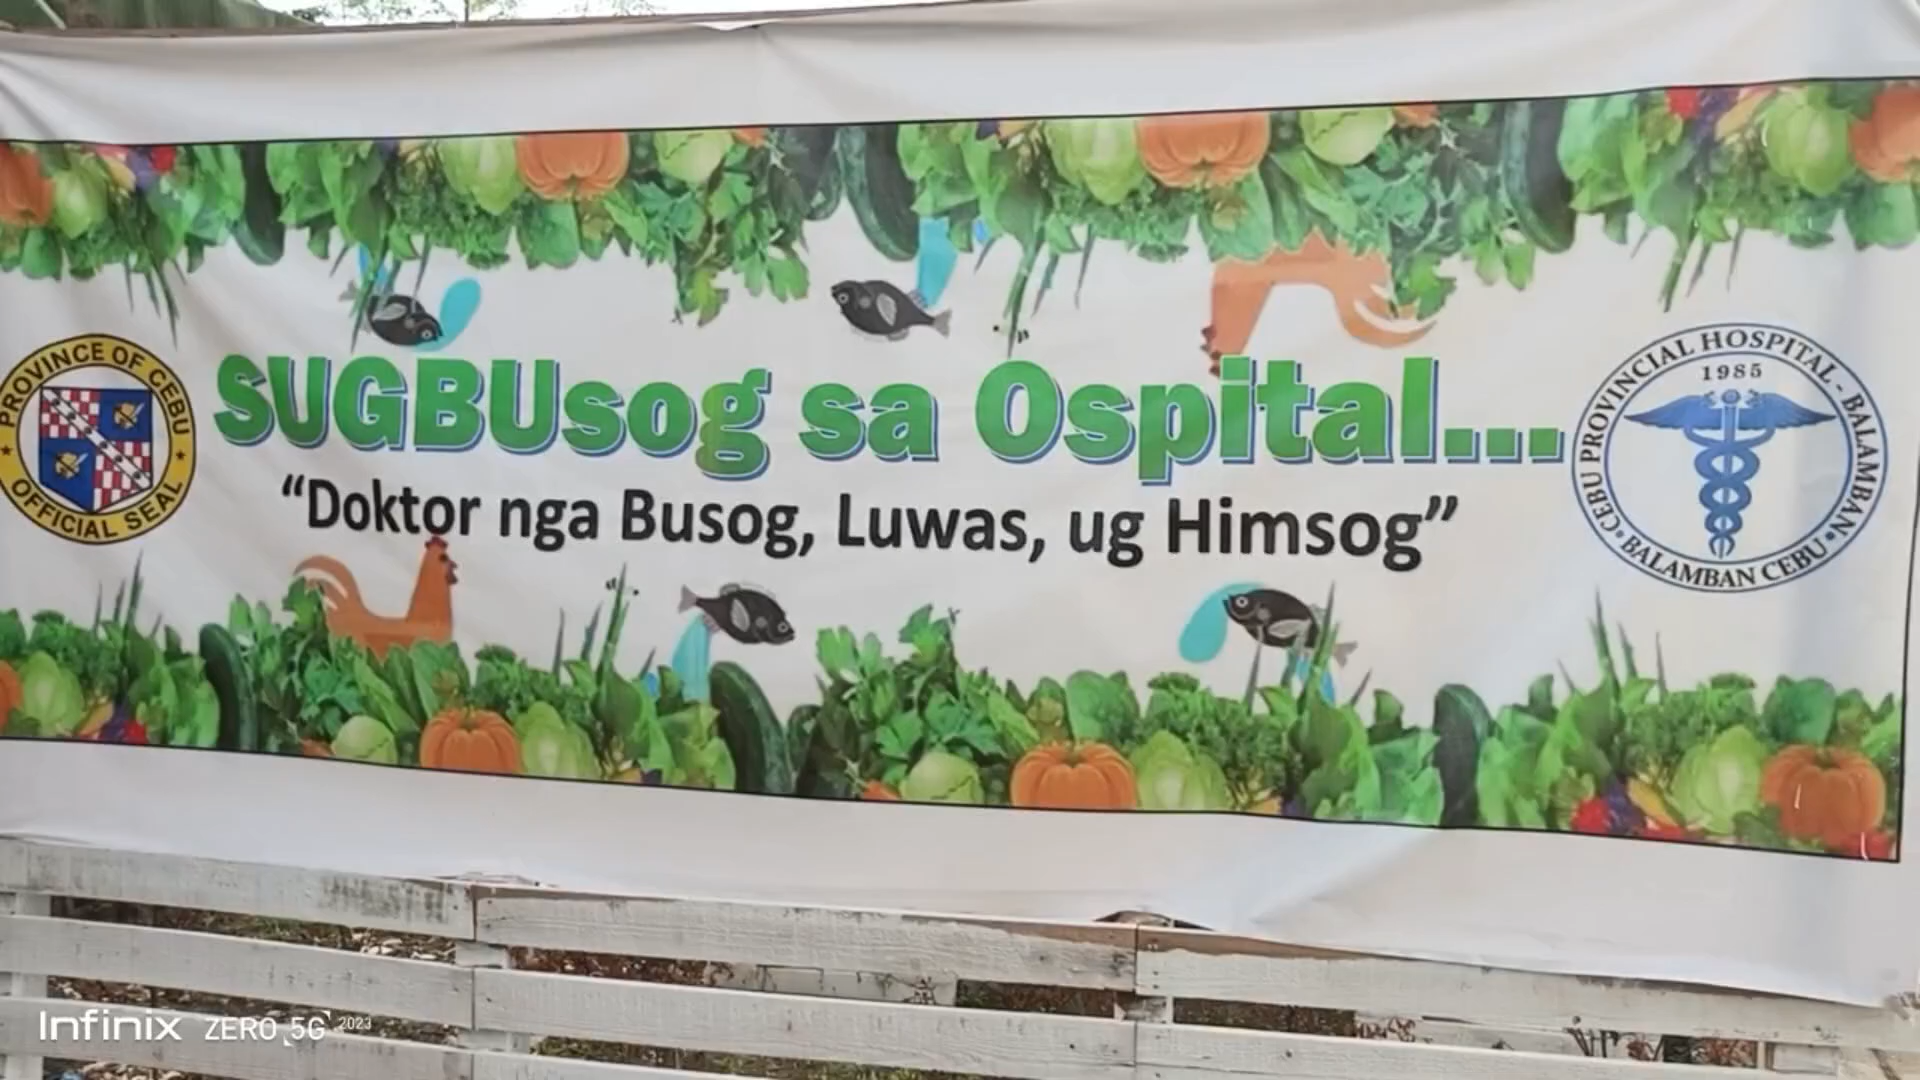 SUGBUsog sa Ospital...
“Doktor nga Busog, Luwas, ug Himsog”
PROVINCE OF CEBU
OFFICIAL SEAL
CEBU PROVINCIAL HOSPITAL - BALAMBAN
1985
BALAMBAN CEBU
Infinix ZERO 5G 2023